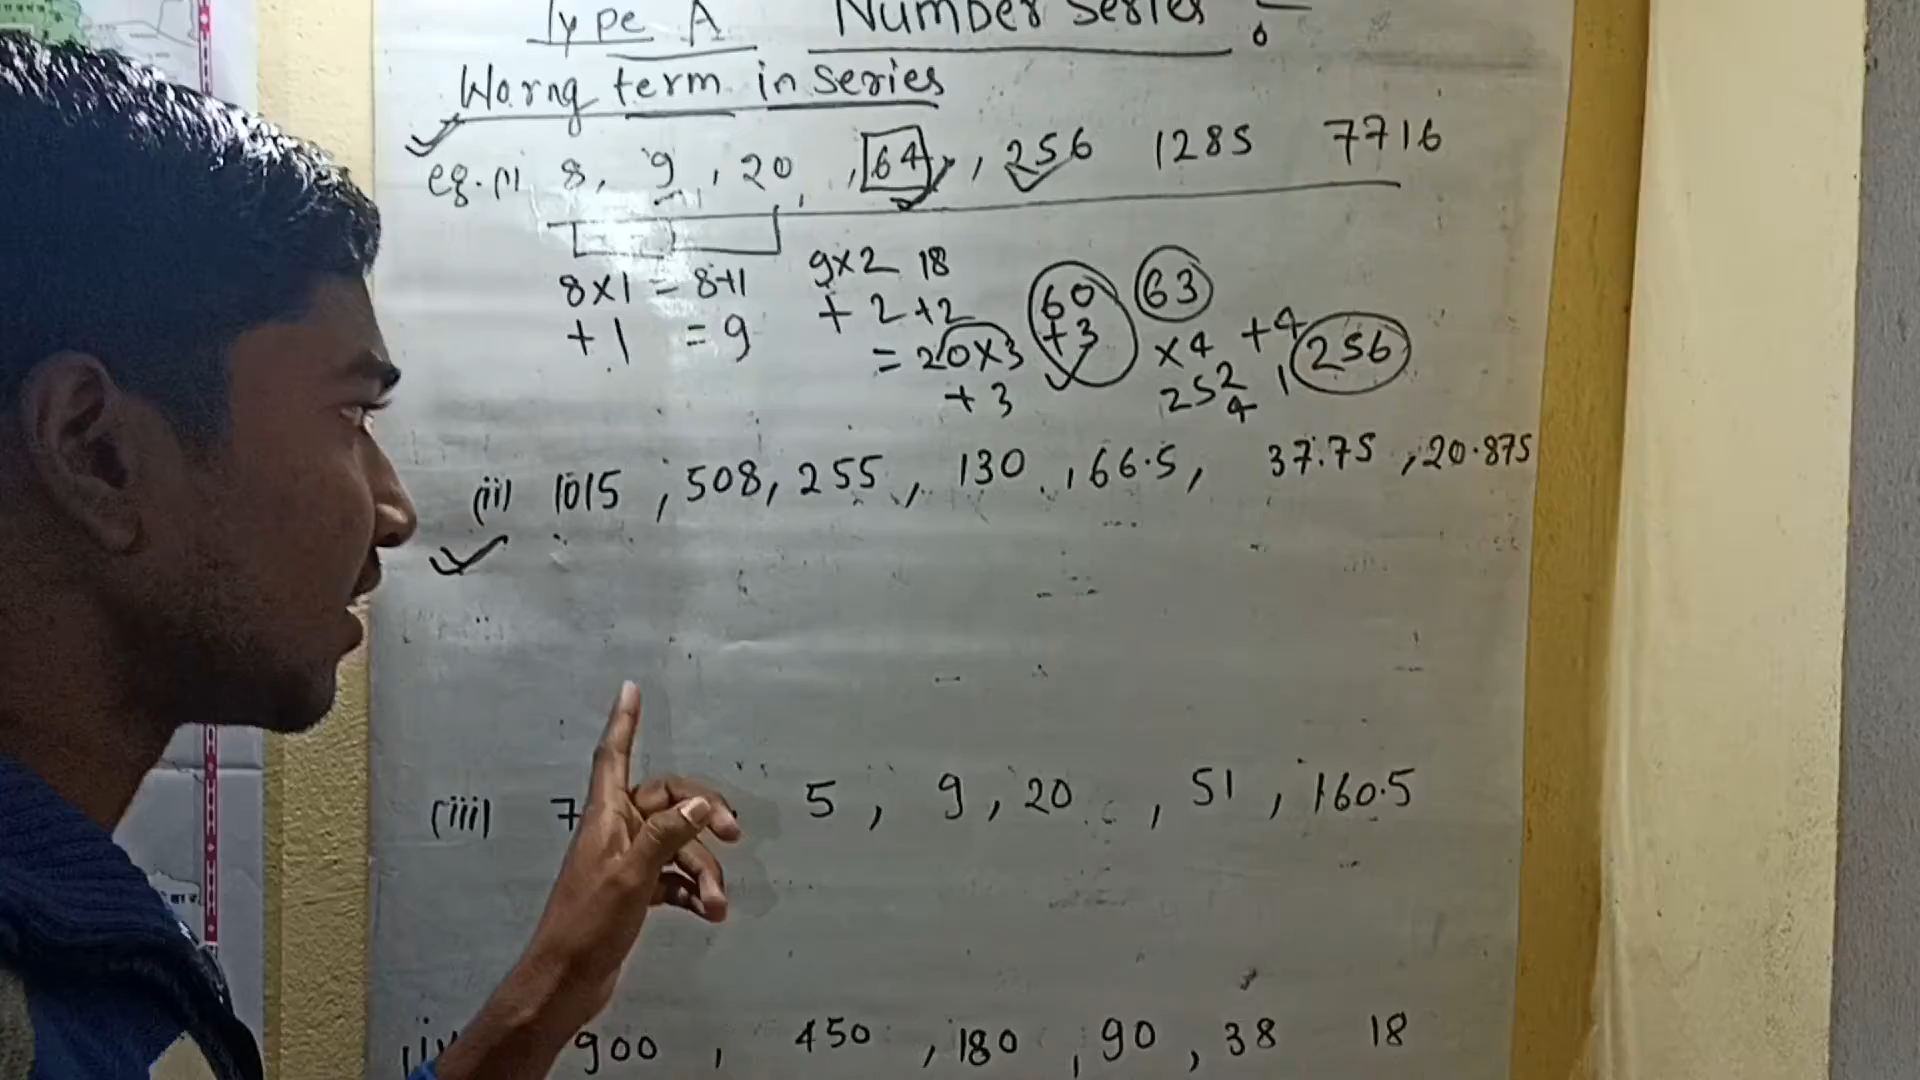 Type A Number Series :
Worng term in series
eg. (i) 8, 9, 20, , 64, 256 1285 7716
8x1 = 8+1 9x2 18 60 63
+1 = 9 + 2 +2 +3 x4 +4 256
= 20x3 252
+3 4
(ii) 1015, 508, 255, 130, 66.5, 37.75, 20.875
(iii) 7 5, 9, 20, 51, 160.5
900, 450, 180, 90, 38 18